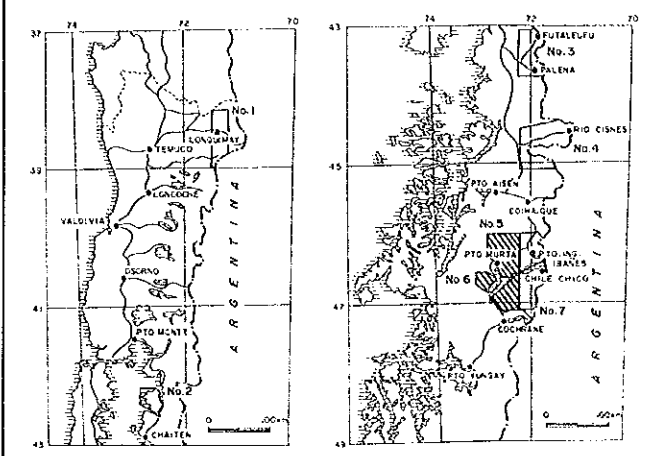 74 72 70
37
No.1
LONQUIMAY
TEMUCO
39
LONCOCHE
VALDIVIA
OSORNO
41
PTO MONTT
ARGENTINA
No.2
CHAITEN
43
43 74 72 70
FUTALEUFU
No.3
PALENA
RIO CISNES
No.4
45
PTO AISEN
COIHAIQUE
No.5
PTO MURTA
PTO. ING. IBANES
No 6
CHILE CHICO
47
No.7
COCHRANE
PTO YUNGAY
ARGENTINA
49